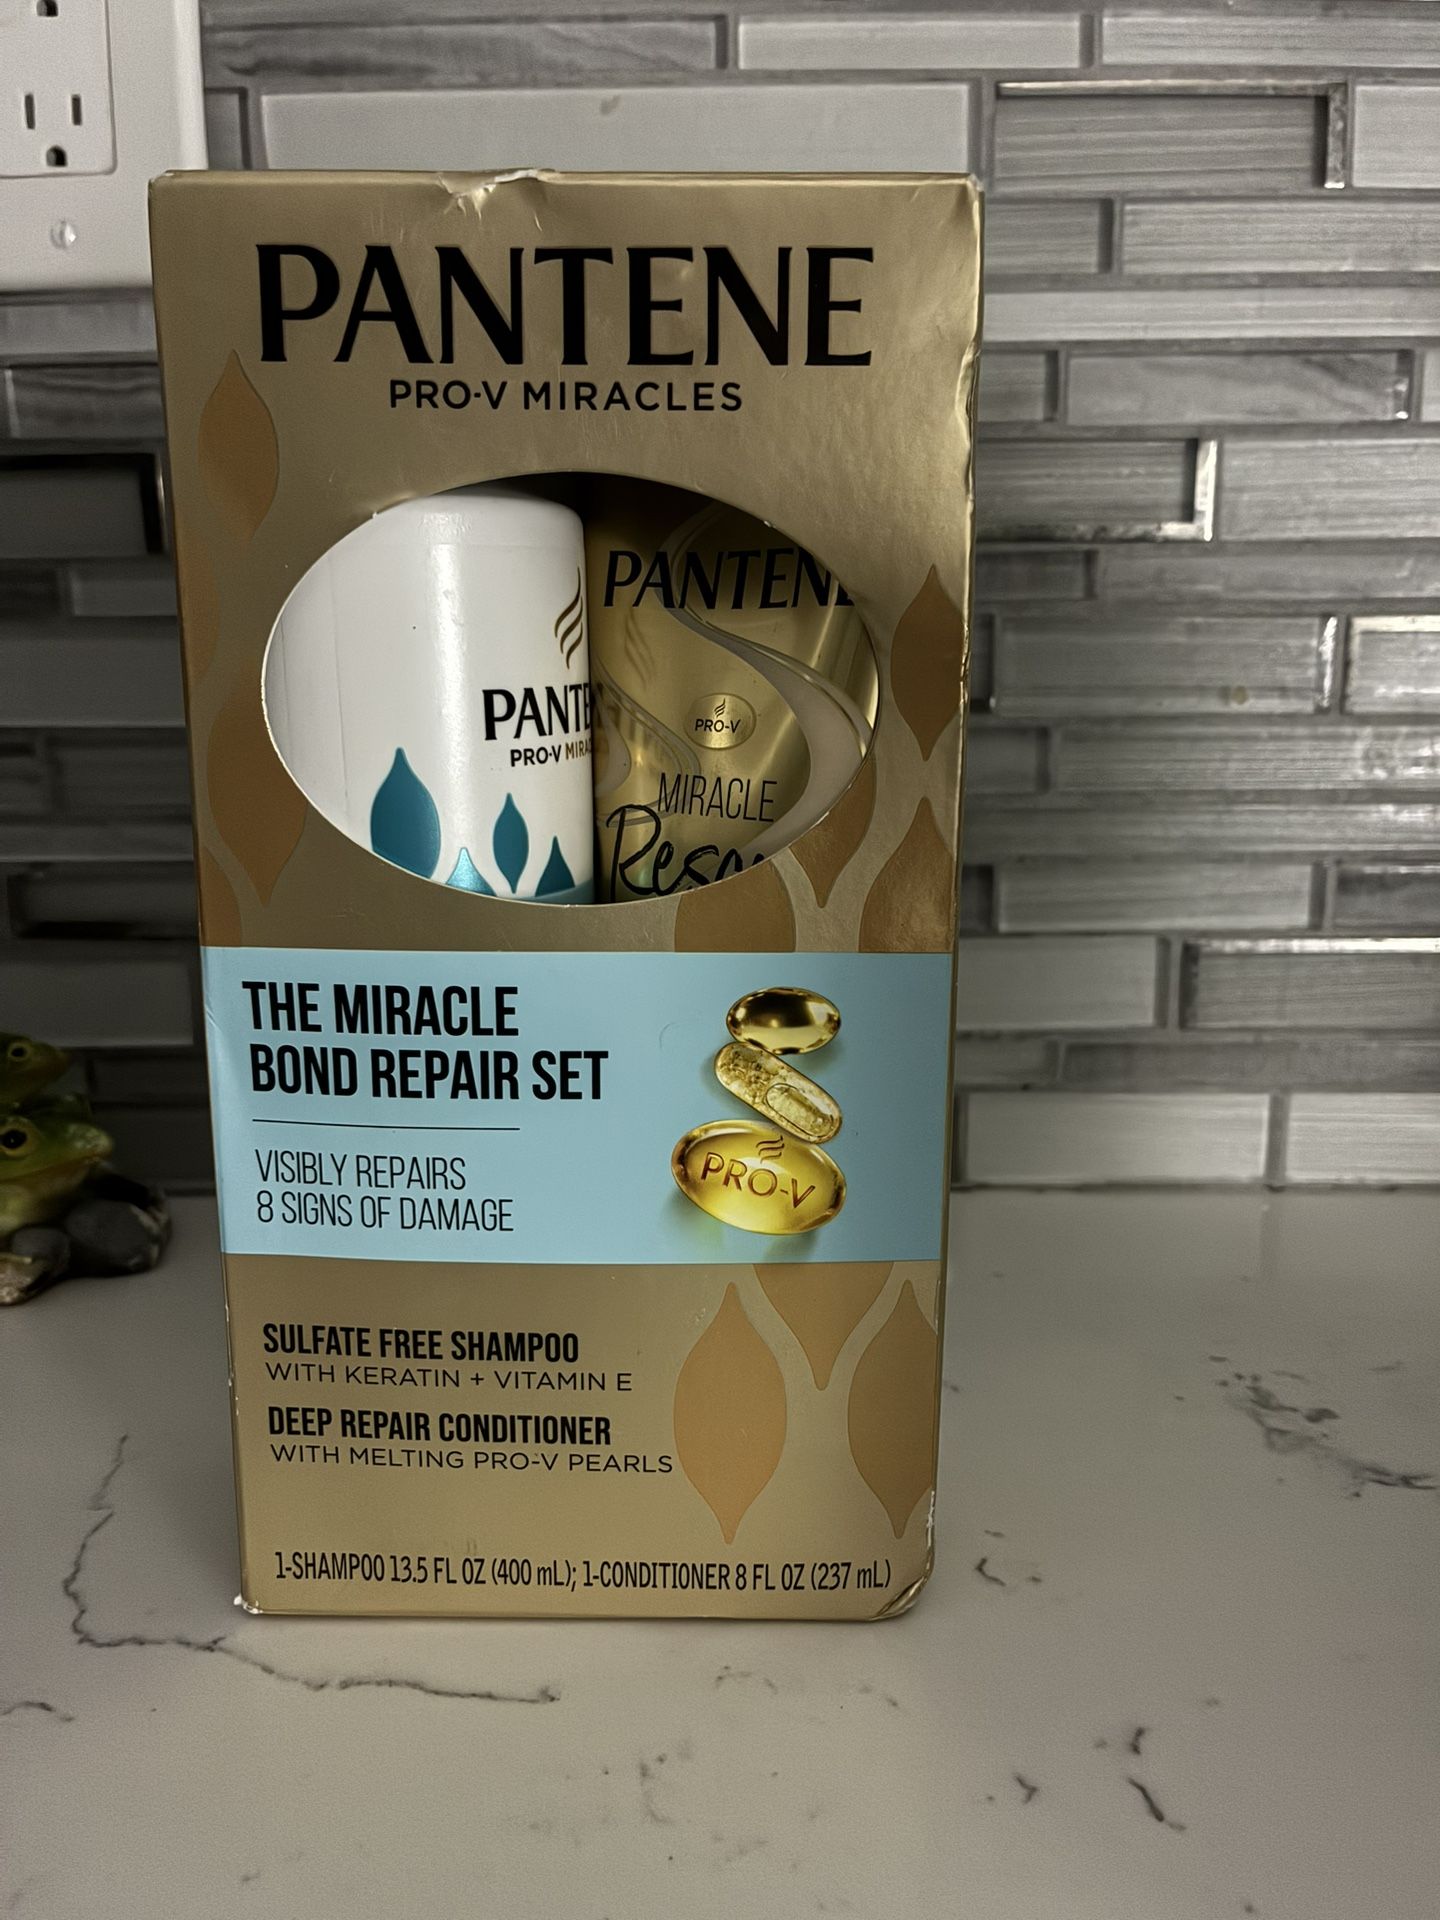 PANTENE
PRO-V MIRACLES
PANTE
PRO-V MIRA
PANTEN
PRO-V
MIRACLE
THE MIRACLE
BOND REPAIR SET
VISIBLY REPAIRS
8 SIGNS OF DAMAGE
PRO-V
SULFATE FREE SHAMPOO
WITH KERATIN + VITAMIN E
DEEP REPAIR CONDITIONER
WITH MELTING PRO-V PEARLS
1-SHAMPOO 13.5 FL OZ (400 mL); 1-CONDITIONER 8 FL OZ (237 mL)